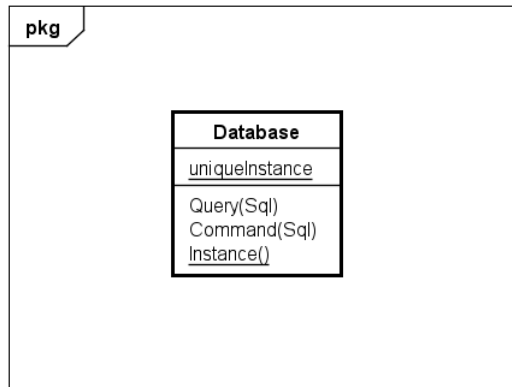 pkg
Database
uniqueInstance
Query(Sql)
Command(Sql)
Instance()